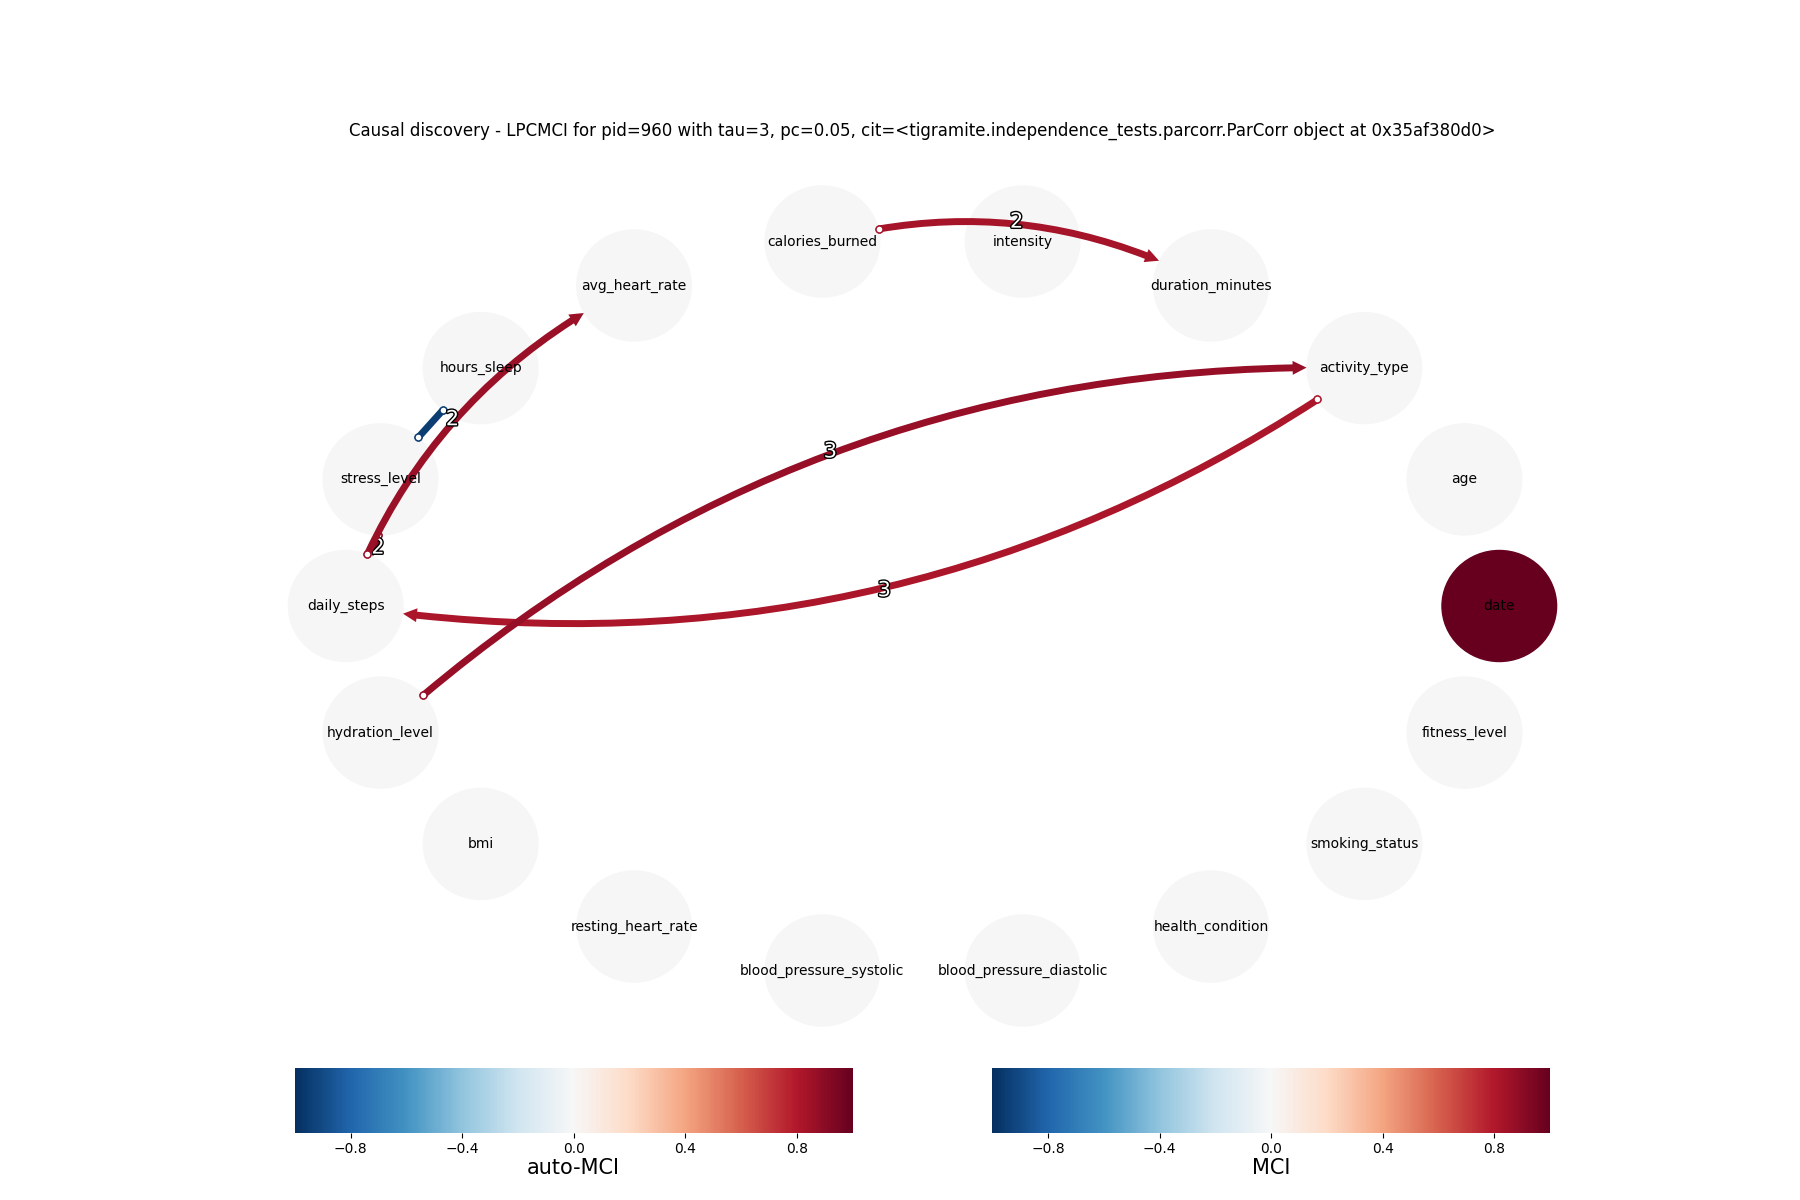 Causal discovery - LPCMCI for pid=960 with tau=3, pc=0.05, cit=<tigramite.independence_tests.parcorr.ParCorr object at 0x35af380d0>
calories_burned
2
intensity
avg_heart_rate
duration_minutes
hours_sleep
activity_type
2
3
stress_level
age
2
3
daily_steps
date
hydration_level
fitness_level
bmi
smoking_status
resting_heart_rate
health_condition
blood_pressure_systolic
blood_pressure_diastolic
−0.8 −0.4 0.0 0.4 0.8
auto-MCI
−0.8 −0.4 0.0 0.4 0.8
MCI